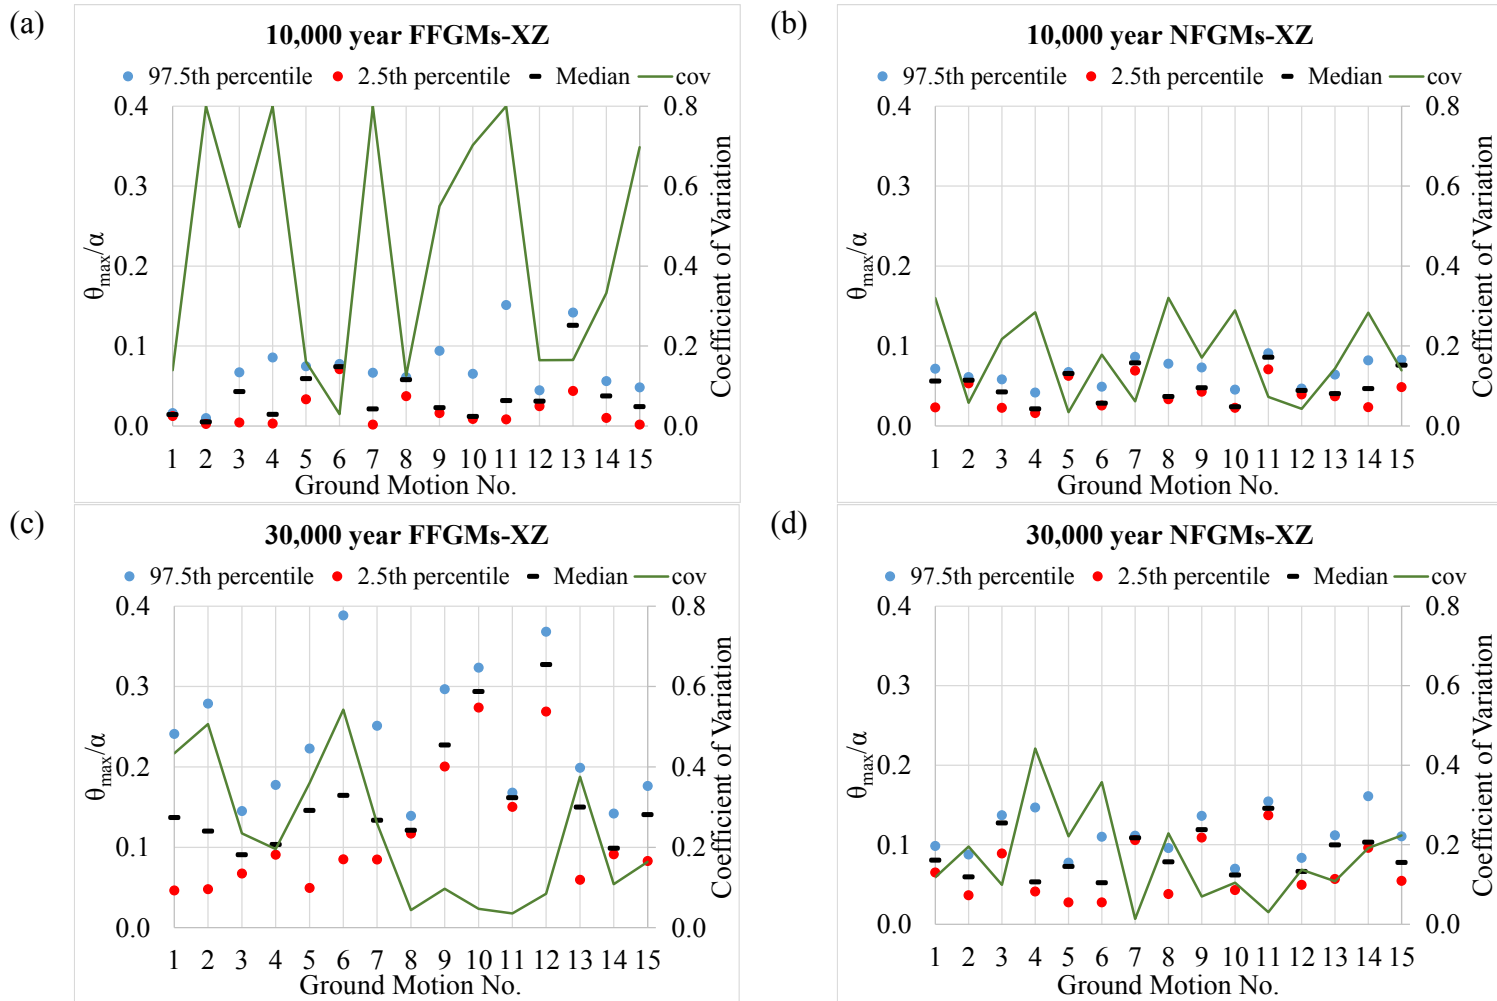 (a)
10,000 year FFGMs-XZ
97.5th percentile 2.5th percentile Median cov
0.4
0.3
0.2
0.1
0.0
θmax/α
0.8
0.6
0.4
0.2
0.0
Coefficient of Variation
1 2 3 4 5 6 7 8 9 10 11 12 13 14 15
Ground Motion No.
(b)
10,000 year NFGMs-XZ
97.5th percentile 2.5th percentile Median cov
0.4
0.3
0.2
0.1
0.0
θmax/α
0.8
0.6
0.4
0.2
0.0
Coefficient of Variation
1 2 3 4 5 6 7 8 9 10 11 12 13 14 15
Ground Motion No.
(c)
30,000 year FFGMs-XZ
97.5th percentile 2.5th percentile Median cov
0.4
0.3
0.2
0.1
0.0
θmax/α
0.8
0.6
0.4
0.2
0.0
Coefficient of Variation
1 2 3 4 5 6 7 8 9 10 11 12 13 14 15
Ground Motion No.
(d)
30,000 year NFGMs-XZ
97.5th percentile 2.5th percentile Median cov
0.4
0.3
0.2
0.1
0.0
θmax/α
0.8
0.6
0.4
0.2
0.0
Coefficient of Variation
1 2 3 4 5 6 7 8 9 10 11 12 13 14 15
Ground Motion No.